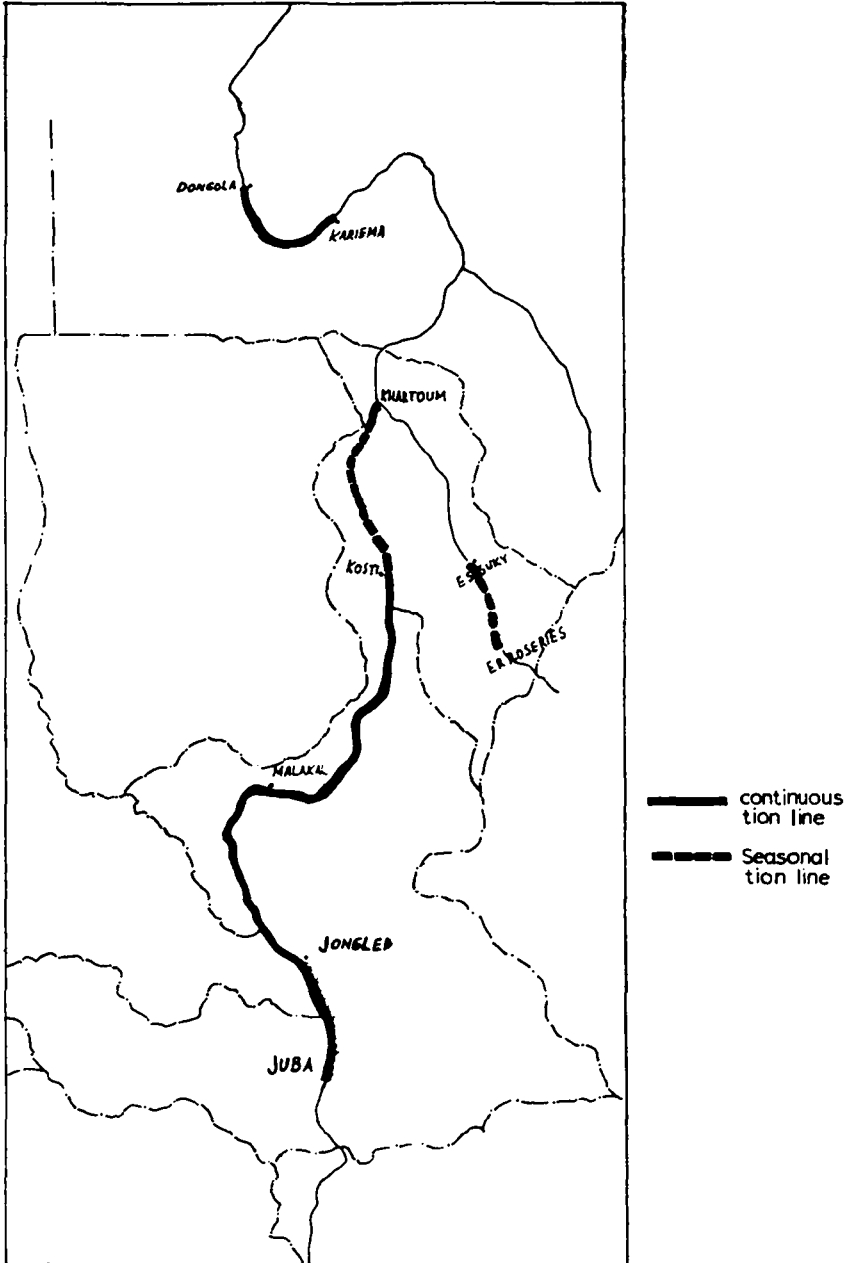 DONGOLA
KARIEMA
KHARTOUM
KOSTI
ES SUKY
ER ROSERIES
MALAKAL
continuous
tion line
Seasonal
tion line
JONGLED
JUBA